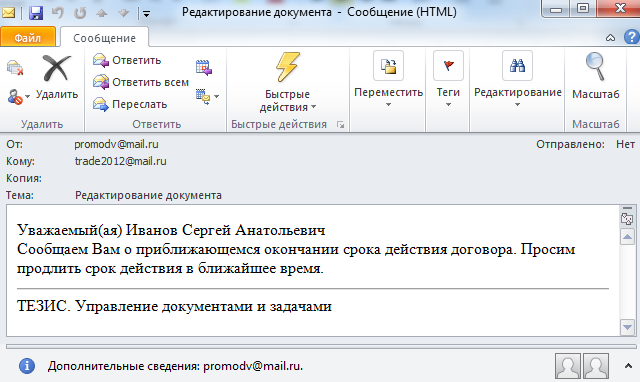 Редактирование документа - Сообщение (HTML)
Файл
Сообщение
Удалить
Удалить
Ответить
Ответить всем
Переслать
Ответить
Быстрые
действия
Быстрые действия
Переместить
Теги
Редактирование
Масштаб
Масштаб
От: promodv@mail.ru Отправлено: Нет
Кому: trade2012@mail.ru
Копия:
Тема: Редактирование документа
Уважаемый(ая) Иванов Сергей Анатольевич
Сообщаем Вам о приближающемся окончании срока действия договора. Просим
продлить срок действия в ближайшее время.
ТЕЗИС. Управление документами и задачами
Дополнительные сведения: promodv@mail.ru.